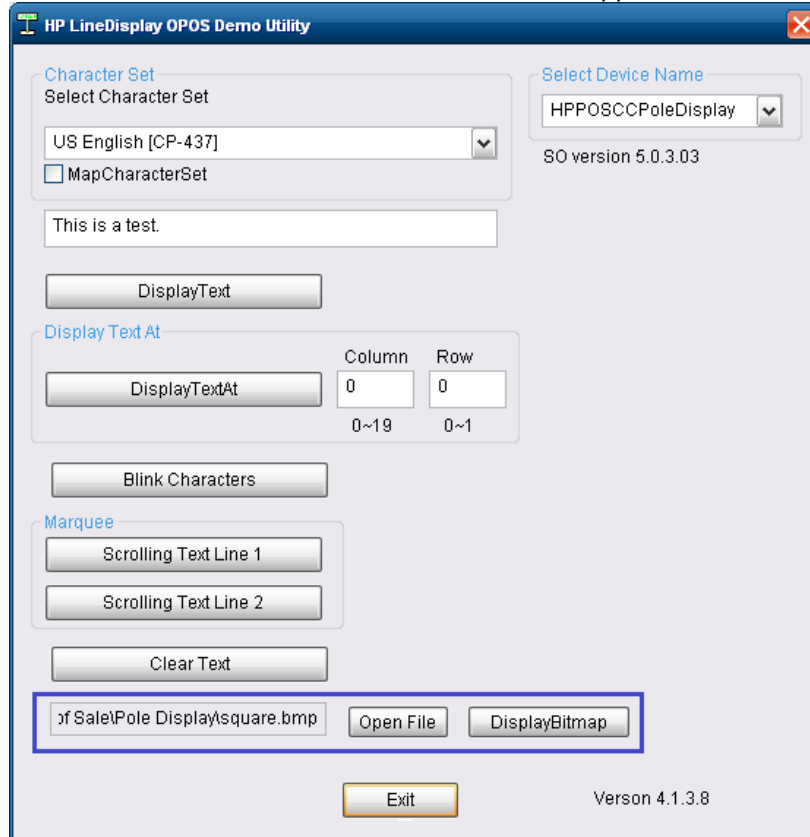 HP LineDisplay OPOS Demo Utility
Character Set
Select Character Set
US English [CP-437]
MapCharacterSet
Select Device Name
HPPOSCCPoleDisplay
SO version 5.0.3.03
This is a test.
DisplayText
Display Text At
Column Row
DisplayTextAt 0 0
0~19 0~1
Blink Characters
Marquee
Scrolling Text Line 1
Scrolling Text Line 2
Clear Text
of Sale\Pole Display\square.bmp Open File DisplayBitmap
Exit Verson 4.1.3.8